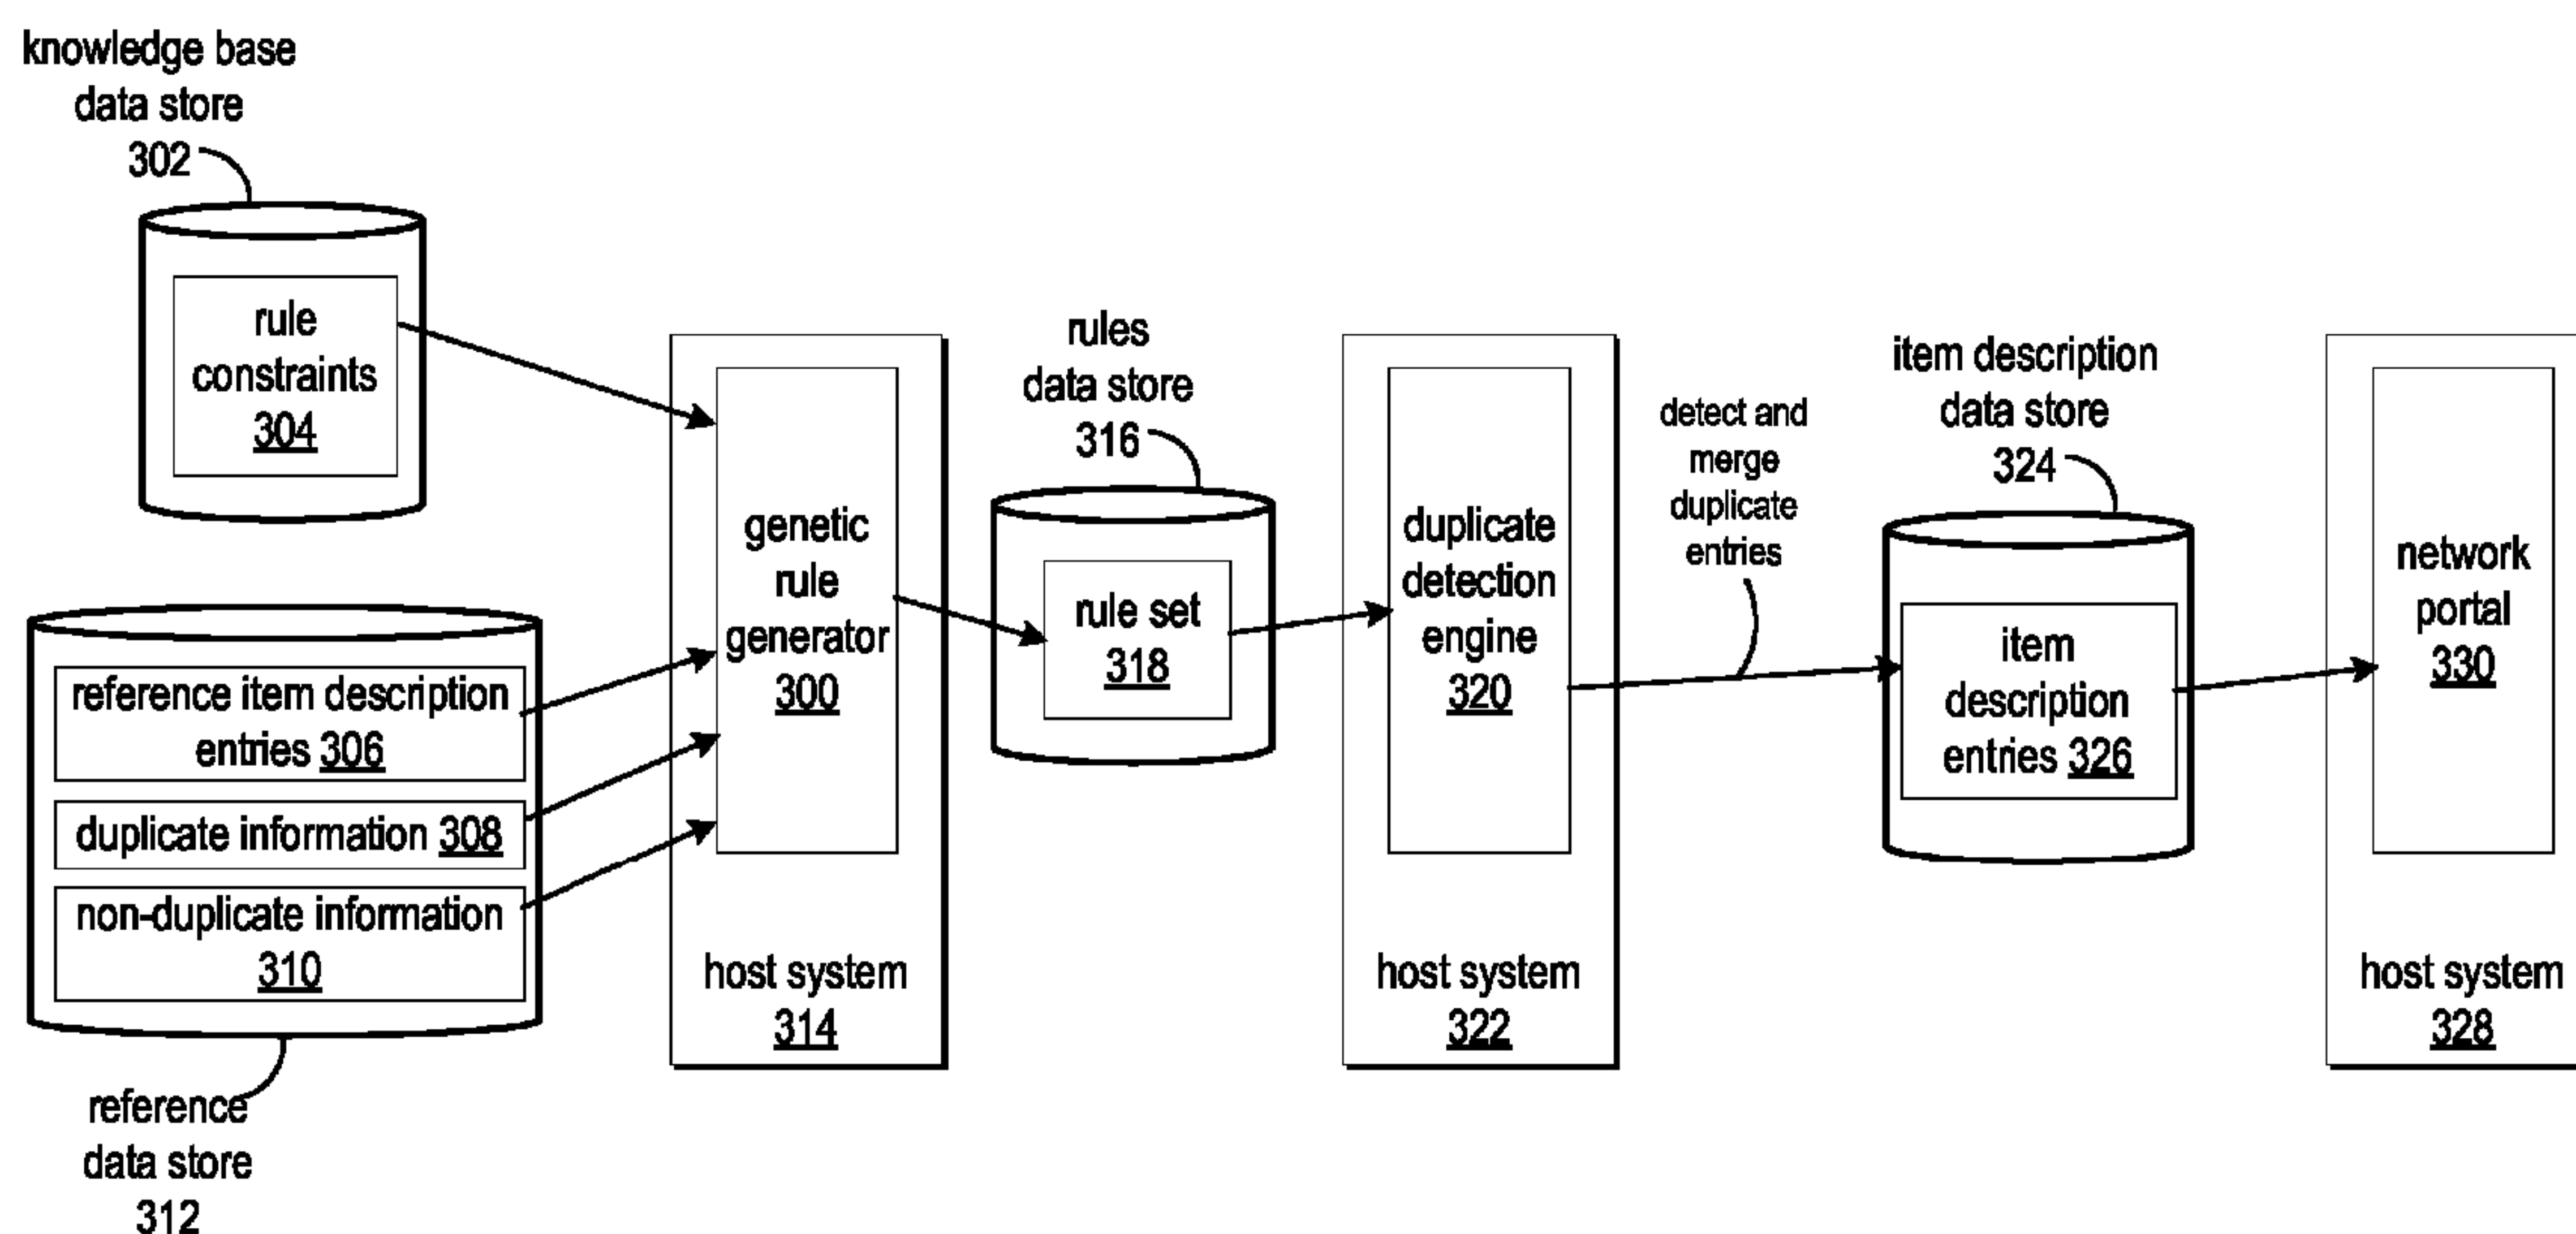 knowledge base
data store
302
rule
constraints
304
reference item description
entries 306
duplicate information 308
non-duplicate information
310
reference
data store
312
genetic
rule
generator
300
host system
314
rules
data store
316
rule set
318
duplicate
detection
engine
320
host system
322
detect and
merge
duplicate
entries
item description
data store
324
item
description
entries 326
network
portal
330
host system
328